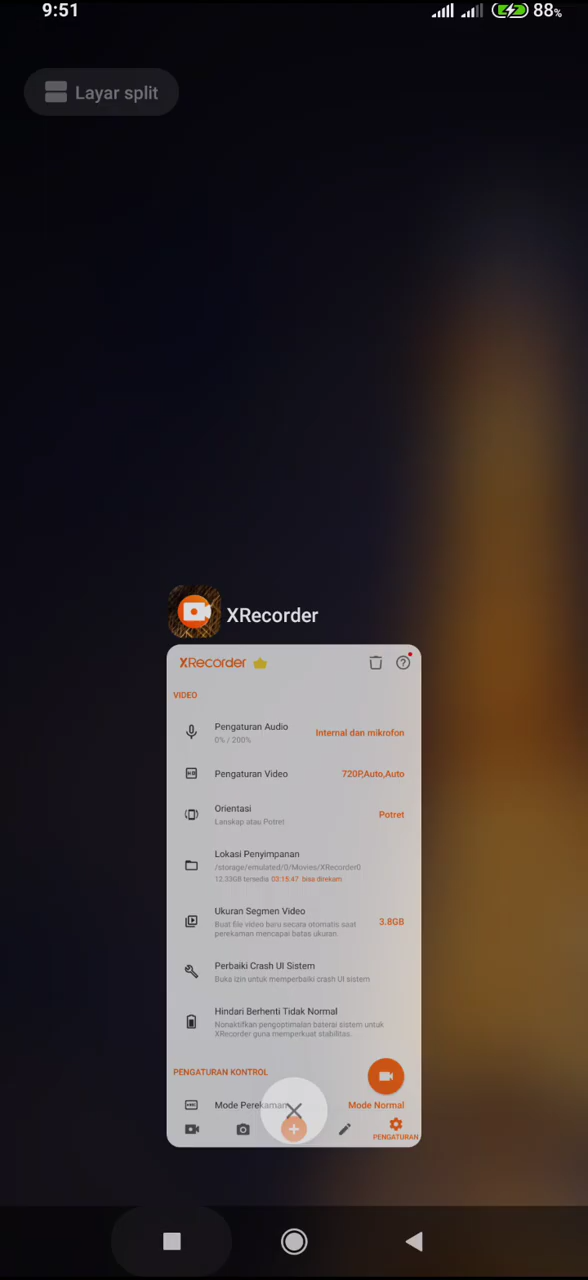 9:51
88%
Layar split
XRecorder
XRecorder
VIDEO
Pengaturan Audio
0% / 200%
Internal dan mikrofon
Pengaturan Video
720P,Auto,Auto
Orientasi
Lanskap atau Potret
Potret
Lokasi Penyimpanan
/storage/emulated/0/Movies/XRecorder0
12.33GB tersedia 03:15:47 bisa direkam
Ukuran Segmen Video
Buat file video baru secara otomatis saat
perekaman mencapai batas ukuran.
3.8GB
Perbaiki Crash UI Sistem
Buka izin untuk memperbaiki crash UI sistem
Hindari Berhenti Tidak Normal
Nonaktifkan pengoptimalan baterai sistem untuk
XRecorder guna memperkuat stabilitas.
PENGATURAN KONTROL
Mode Perekaman
Mode Normal
PENGATURAN